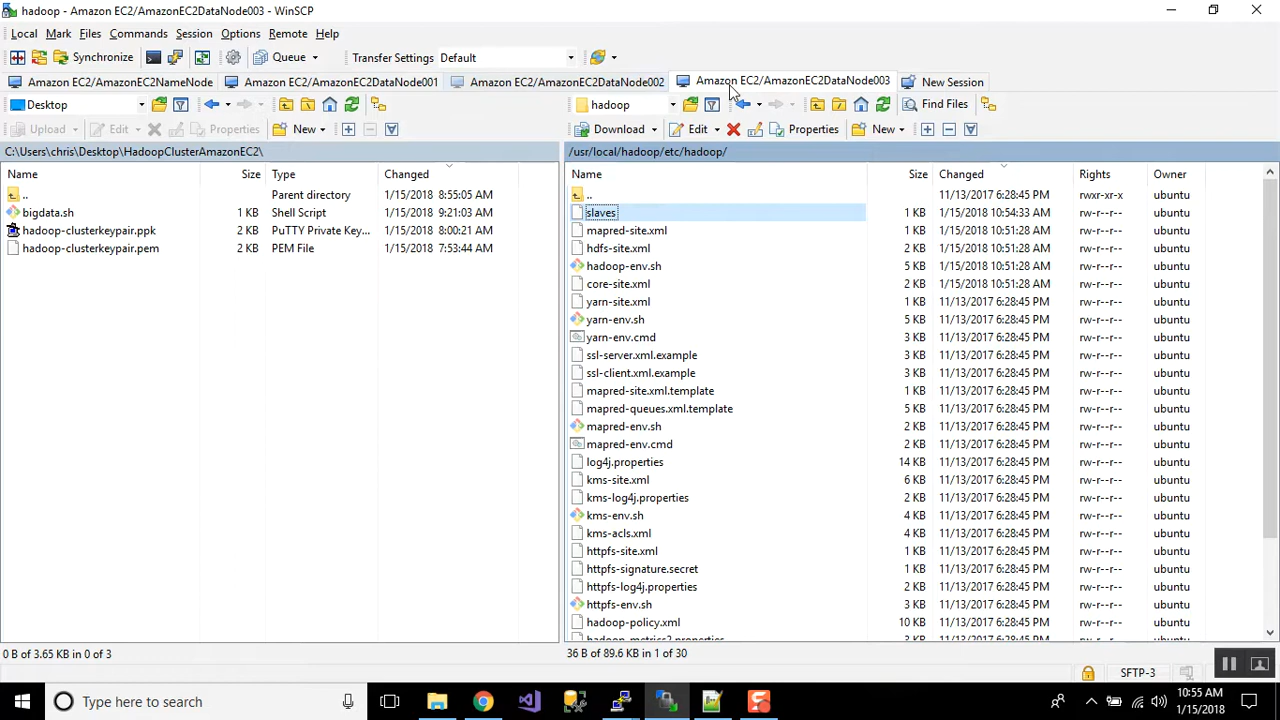 hadoop - Amazon EC2/AmazonEC2DataNode003 - WinSCP
Local Mark Files Commands Session Options Remote Help
Synchronize Queue Transfer Settings Default
Amazon EC2/AmazonEC2NameNode Amazon EC2/AmazonEC2DataNode001 Amazon EC2/AmazonEC2DataNode002 Amazon EC2/AmazonEC2DataNode003 New Session
Desktop hadoop Find Files
Upload Edit Properties New Download Edit Properties New
C:\Users\chris\Desktop\HadoopClusterAmazonEC2\ /usr/local/hadoop/etc/hadoop/
Name Size Type Changed Name Size Changed Rights Owner
.. Parent directory 1/15/2018 8:55:05 AM .. 11/13/2017 6:28:45 PM rwxr-xr-x ubuntu
bigdata.sh 1 KB Shell Script 1/15/2018 9:21:03 AM slaves 1 KB 1/15/2018 10:54:33 AM rw-r--r-- ubuntu
hadoop-clusterkeypair.ppk 2 KB PuTTY Private Key... 1/15/2018 8:00:21 AM mapred-site.xml 1 KB 1/15/2018 10:51:28 AM rw-r--r-- ubuntu
hadoop-clusterkeypair.pem 2 KB PEM File 1/15/2018 7:53:44 AM hdfs-site.xml 2 KB 1/15/2018 10:51:28 AM rw-r--r-- ubuntu
hadoop-env.sh 5 KB 1/15/2018 10:51:28 AM rw-r--r-- ubuntu
core-site.xml 2 KB 1/15/2018 10:51:28 AM rw-r--r-- ubuntu
yarn-site.xml 1 KB 11/13/2017 6:28:45 PM rw-r--r-- ubuntu
yarn-env.sh 5 KB 11/13/2017 6:28:45 PM rw-r--r-- ubuntu
yarn-env.cmd 3 KB 11/13/2017 6:28:45 PM rw-r--r-- ubuntu
ssl-server.xml.example 3 KB 11/13/2017 6:28:45 PM rw-r--r-- ubuntu
ssl-client.xml.example 3 KB 11/13/2017 6:28:45 PM rw-r--r-- ubuntu
mapred-site.xml.template 1 KB 11/13/2017 6:28:45 PM rw-r--r-- ubuntu
mapred-queues.xml.template 5 KB 11/13/2017 6:28:45 PM rw-r--r-- ubuntu
mapred-env.sh 2 KB 11/13/2017 6:28:45 PM rw-r--r-- ubuntu
mapred-env.cmd 2 KB 11/13/2017 6:28:45 PM rw-r--r-- ubuntu
log4j.properties 14 KB 11/13/2017 6:28:45 PM rw-r--r-- ubuntu
kms-site.xml 6 KB 11/13/2017 6:28:45 PM rw-r--r-- ubuntu
kms-log4j.properties 2 KB 11/13/2017 6:28:45 PM rw-r--r-- ubuntu
kms-env.sh 4 KB 11/13/2017 6:28:45 PM rw-r--r-- ubuntu
kms-acls.xml 4 KB 11/13/2017 6:28:45 PM rw-r--r-- ubuntu
httpfs-site.xml 1 KB 11/13/2017 6:28:45 PM rw-r--r-- ubuntu
httpfs-signature.secret 1 KB 11/13/2017 6:28:45 PM rw-r--r-- ubuntu
httpfs-log4j.properties 2 KB 11/13/2017 6:28:45 PM rw-r--r-- ubuntu
httpfs-env.sh 3 KB 11/13/2017 6:28:45 PM rw-r--r-- ubuntu
hadoop-policy.xml 10 KB 11/13/2017 6:28:45 PM rw-r--r-- ubuntu
hadoop-metrics2.properties 3 KB 11/13/2017 6:28:45 PM rw-r--r-- ubuntu
0 B of 3.65 KB in 0 of 3 36 B of 89.6 KB in 1 of 30
SFTP-3
Type here to search 10:55 AM
1/15/2018